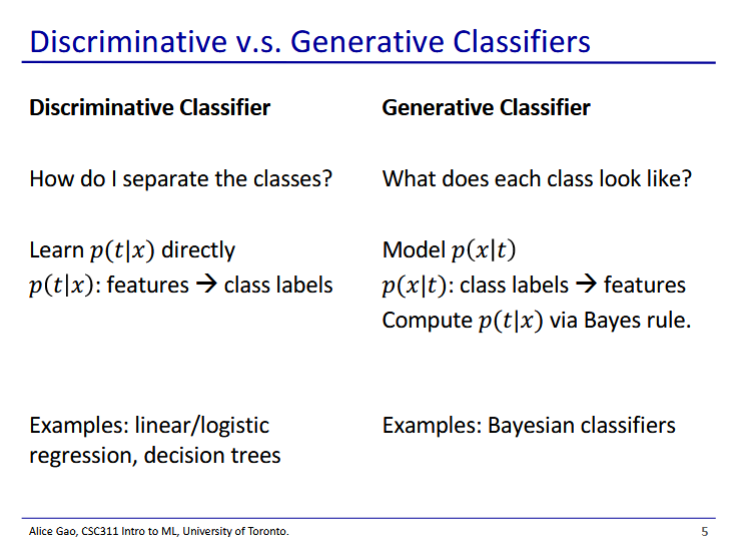 Discriminative v.s. Generative Classifiers
Discriminative Classifier
How do I separate the classes?
Learn p(t|x) directly
p(t|x): features → class labels
Examples: linear/logistic
regression, decision trees
Generative Classifier
What does each class look like?
Model p(x|t)
p(x|t): class labels → features
Compute p(t|x) via Bayes rule.
Examples: Bayesian classifiers
Alice Gao, CSC311 Intro to ML, University of Toronto.
5